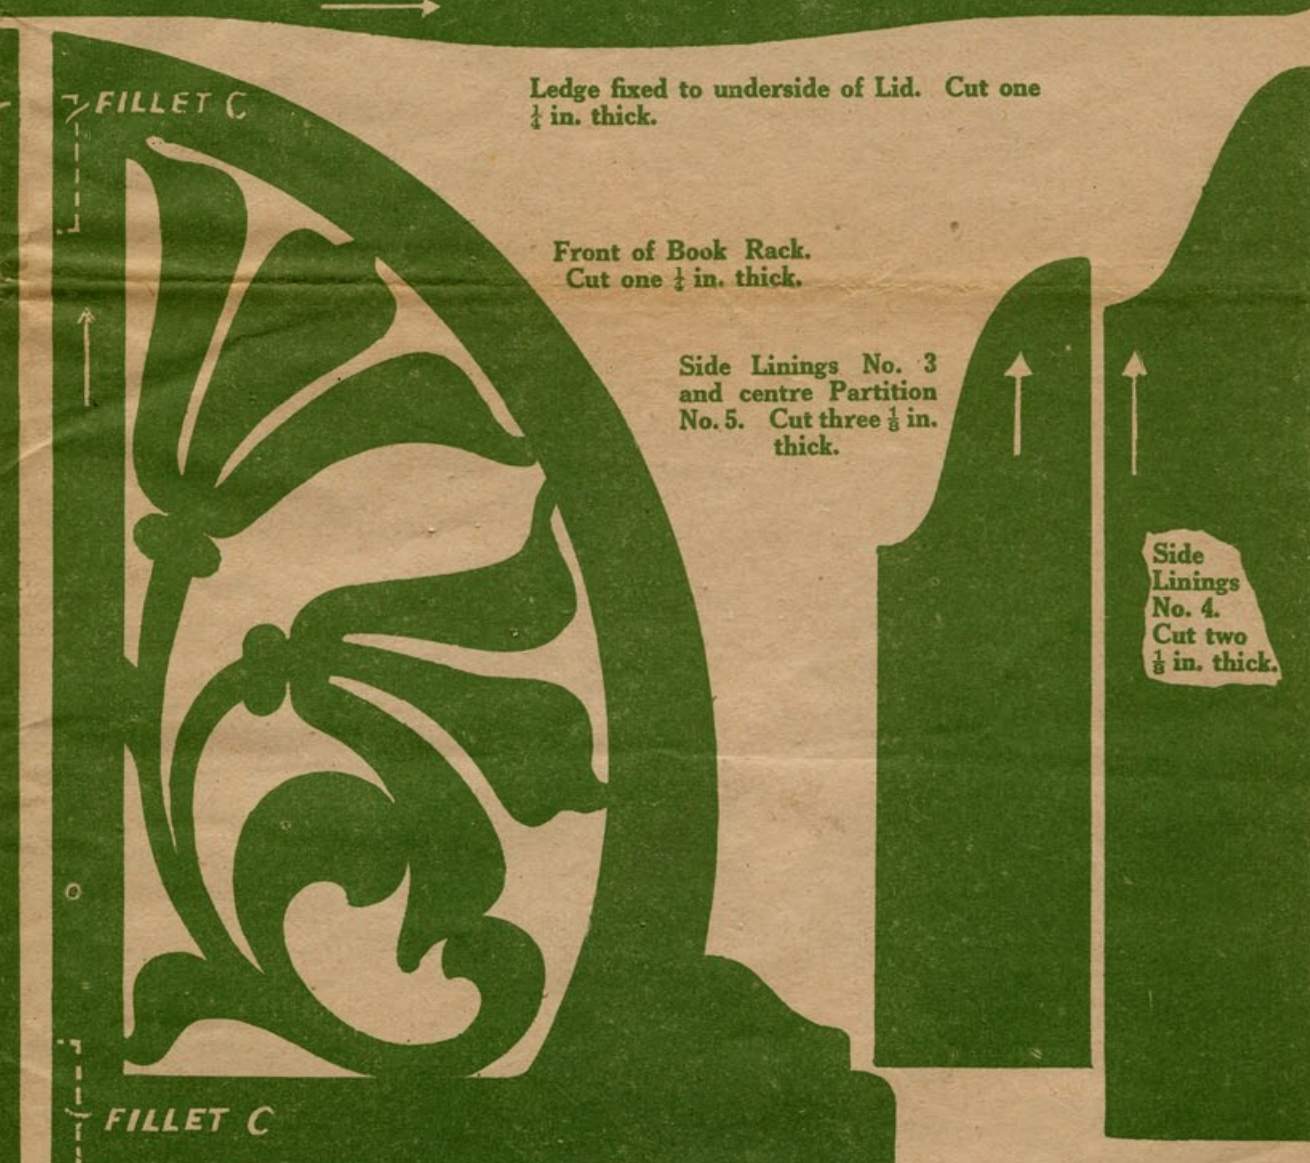 FILLET C
Ledge fixed to underside of Lid. Cut one
¼ in. thick.
Front of Book Rack.
Cut one ¼ in. thick.
Side Linings No. 3
and centre Partition
No. 5. Cut three ⅛ in.
thick.
Side
Linings
No. 4.
Cut two
⅛ in. thick.
FILLET C